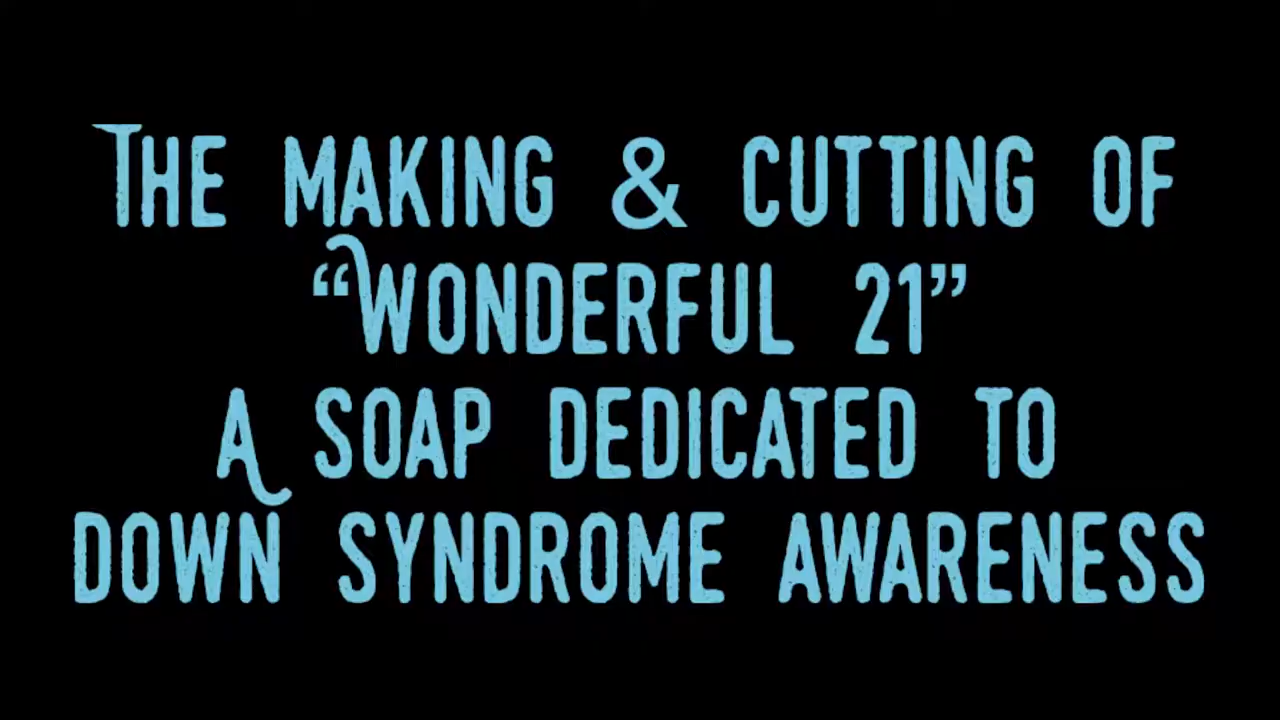 The making & cutting of
“Wonderful 21”
A soap dedicated to
Down Syndrome Awareness